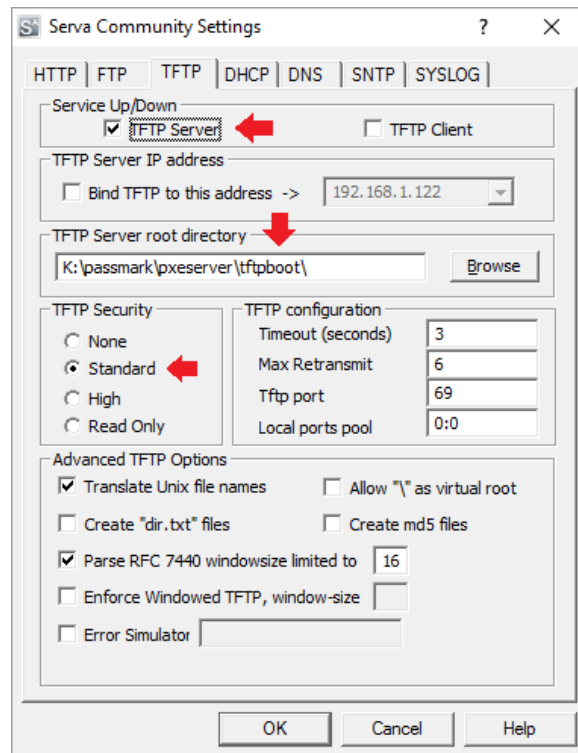 Serva Community Settings ? X
HTTP FTP TFTP DHCP DNS SNTP SYSLOG
Service Up/Down
TFTP Server TFTP Client
TFTP Server IP address
Bind TFTP to this address -> 192.168.1.122
TFTP Server root directory
K:\passmark\pxeserver\tftpboot\ Browse
TFTP Security
None
Standard
High
Read Only
TFTP configuration
Timeout (seconds) 3
Max Retransmit 6
Tftp port 69
Local ports pool 0:0
Advanced TFTP Options
Translate Unix file names Allow "\" as virtual root
Create "dir.txt" files Create md5 files
Parse RFC 7440 windowsize limited to 16
Enforce Windowed TFTP, window-size
Error Simulator
OK Cancel Help